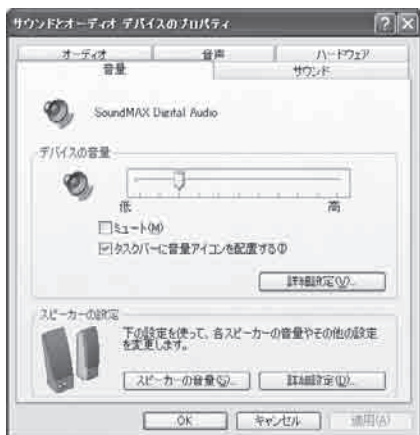 サウンドとオーディオ デバイスのプロパティ
オーディオ 音声 ハードウェア
音量 サウンド
SoundMAX Digital Audio
デバイスの音量
低 高
ミュート(M)
タスクバーに音量アイコンを配置する(I)
詳細設定(V)...
スピーカーの設定
下の設定を使って、各スピーカーの音量やその他の設定
を変更します。
スピーカーの音量(S)... 詳細設定(D)...
OK キャンセル 適用(A)